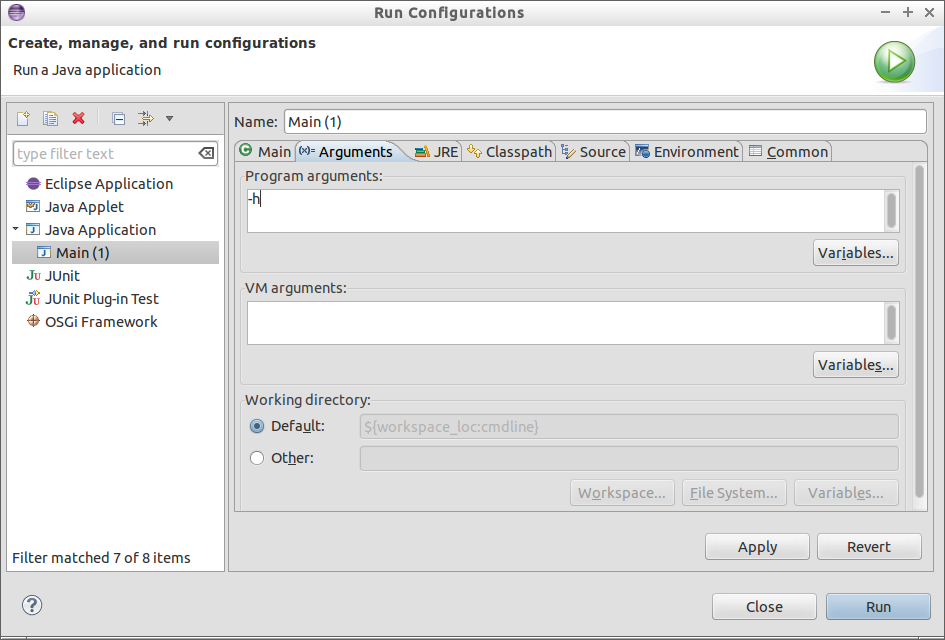 Run Configurations
Create, manage, and run configurations
Run a Java application
type filter text
Eclipse Application
Java Applet
Java Application
Main (1)
JUnit
JUnit Plug-in Test
OSGi Framework
Filter matched 7 of 8 items
Name: Main (1)
Main (x)= Arguments JRE Classpath Source Environment Common
Program arguments:
-h
Variables...
VM arguments:
Variables...
Working directory:
Default: ${workspace_loc:cmdline}
Other:
Workspace... File System... Variables...
Apply Revert
? Close Run